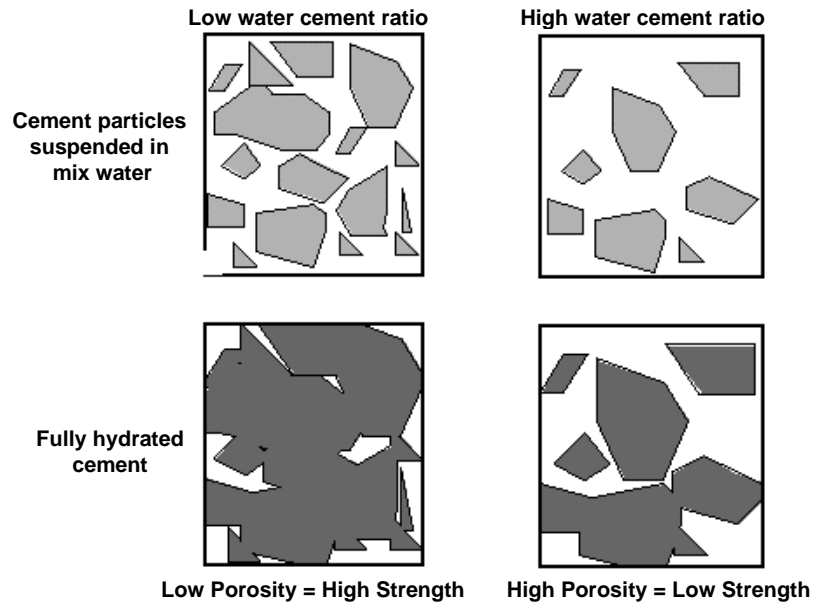 Low water cement ratio
High water cement ratio
Cement particles
suspended in
mix water
Fully hydrated
cement
Low Porosity = High Strength
High Porosity = Low Strength